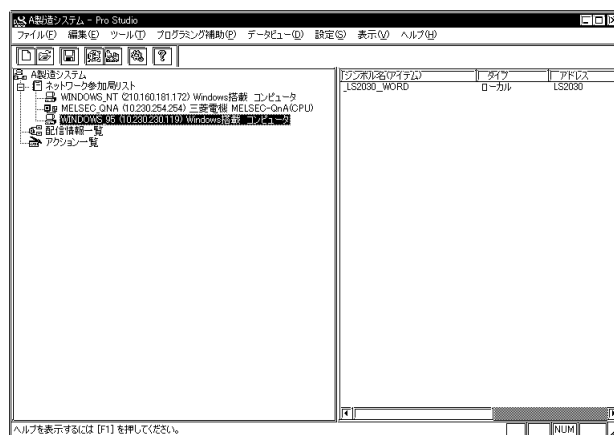 A製造システム - Pro Studio
ファイル(F) 編集(E) ツール(T) プログラミング補助(P) データビュー(D) 設定(S) 表示(V) ヘルプ(H)
A製造システム
ネットワーク参加局リスト
WINDOWS_NT (210.160.181.172) Windows搭載 コンピュータ
MELSEC_QNA (10.230.254.254) 三菱電機 MELSEC-QnA(CPU)
WINDOWS_95 (10.230.230.119) Windows搭載 コンピュータ
配信情報一覧
アクション一覧
シンボル名(アイテム) タイプ アドレス
_LS2030_WORD ローカル LS2030
ヘルプを表示するには [F1] を押してください。
NUM